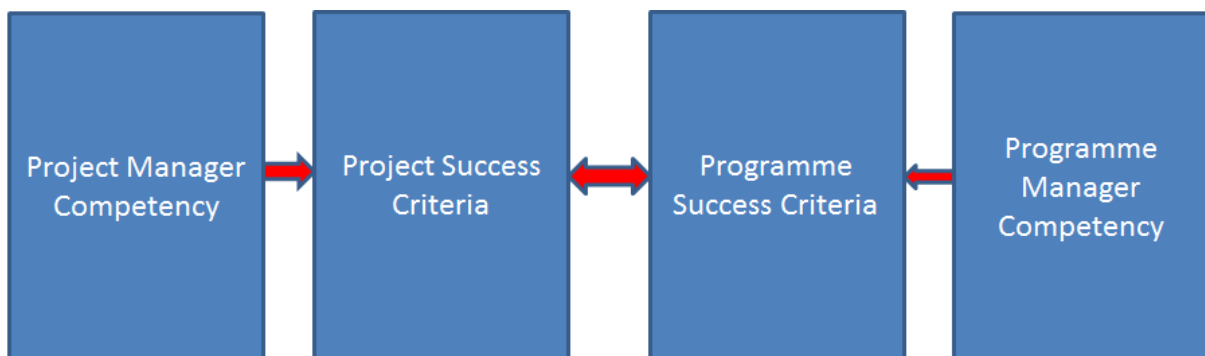 Project Manager
Competency
Project Success
Criteria
Programme
Success Criteria
Programme
Manager
Competency